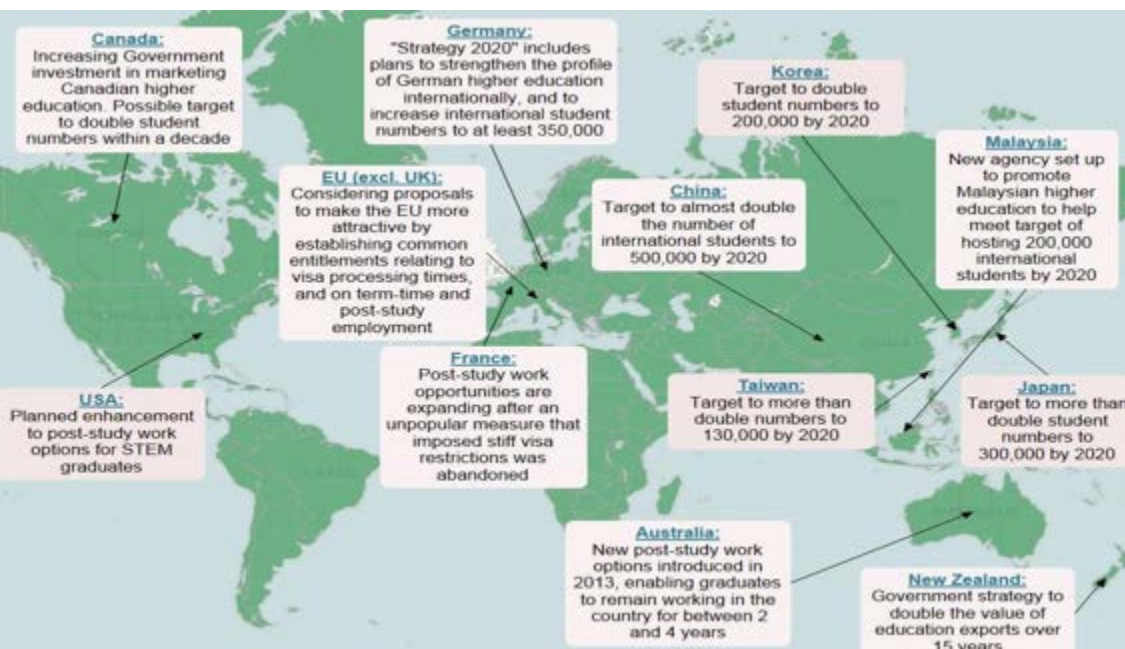 Canada:
Increasing Government
investment in marketing
Canadian higher
education. Possible target
to double student
numbers within a decade
Germany:
"Strategy 2020" includes
plans to strengthen the profile
of German higher education
internationally, and to
increase international student
numbers to at least 350,000
Korea:
Target to double
student numbers to
200,000 by 2020
Malaysia:
New agency set up
to promote
Malaysian higher
education to help
meet target of
hosting 200,000
international
students by 2020
EU (excl. UK):
Considering proposals
to make the EU more
attractive by
establishing common
entitlements relating to
visa processing times,
and on term-time and
post-study
employment
China:
Target to almost double
the number of
international students to
500,000 by 2020
France:
Post-study work
opportunities are
expanding after an
unpopular measure that
imposed stiff visa
restrictions was
abandoned
USA:
Planned enhancement
to post-study work
options for STEM
graduates
Taiwan:
Target to more than
double numbers to
130,000 by 2020
Japan:
Target to more than
double student
numbers to
300,000 by 2020
Australia:
New post-study work
options introduced in
2013, enabling graduates
to remain working in the
country for between 2
and 4 years
New Zealand:
Government strategy to
double the value of
education exports over
15 years